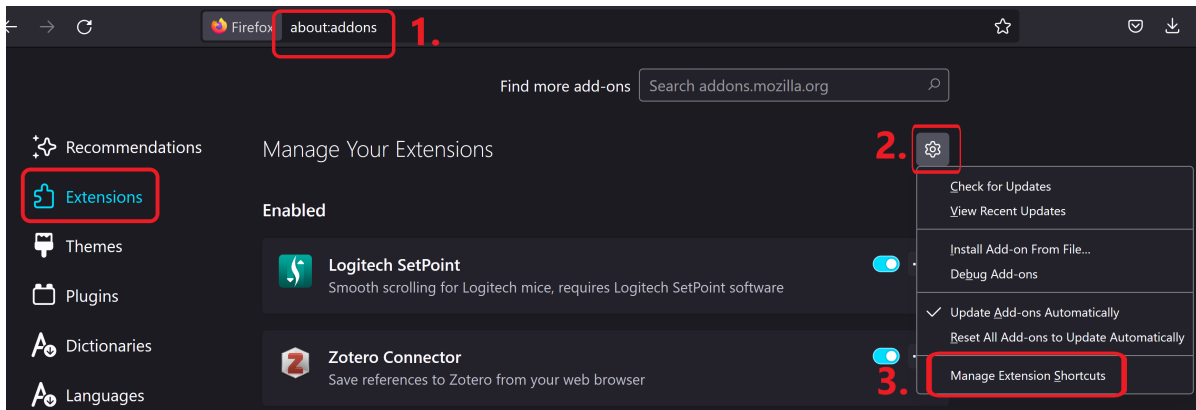 Firefox about:addons 1.
Find more add-ons Search addons.mozilla.org
Recommendations
Manage Your Extensions
2.
Extensions
Check for Updates
View Recent Updates
Enabled
Themes
Install Add-on From File...
Debug Add-ons
Logitech SetPoint
Smooth scrolling for Logitech mice, requires Logitech SetPoint software
Plugins
Update Add-ons Automatically
Reset All Add-ons to Update Automatically
Dictionaries
Zotero Connector
Save references to Zotero from your web browser
3.
Manage Extension Shortcuts
Languages